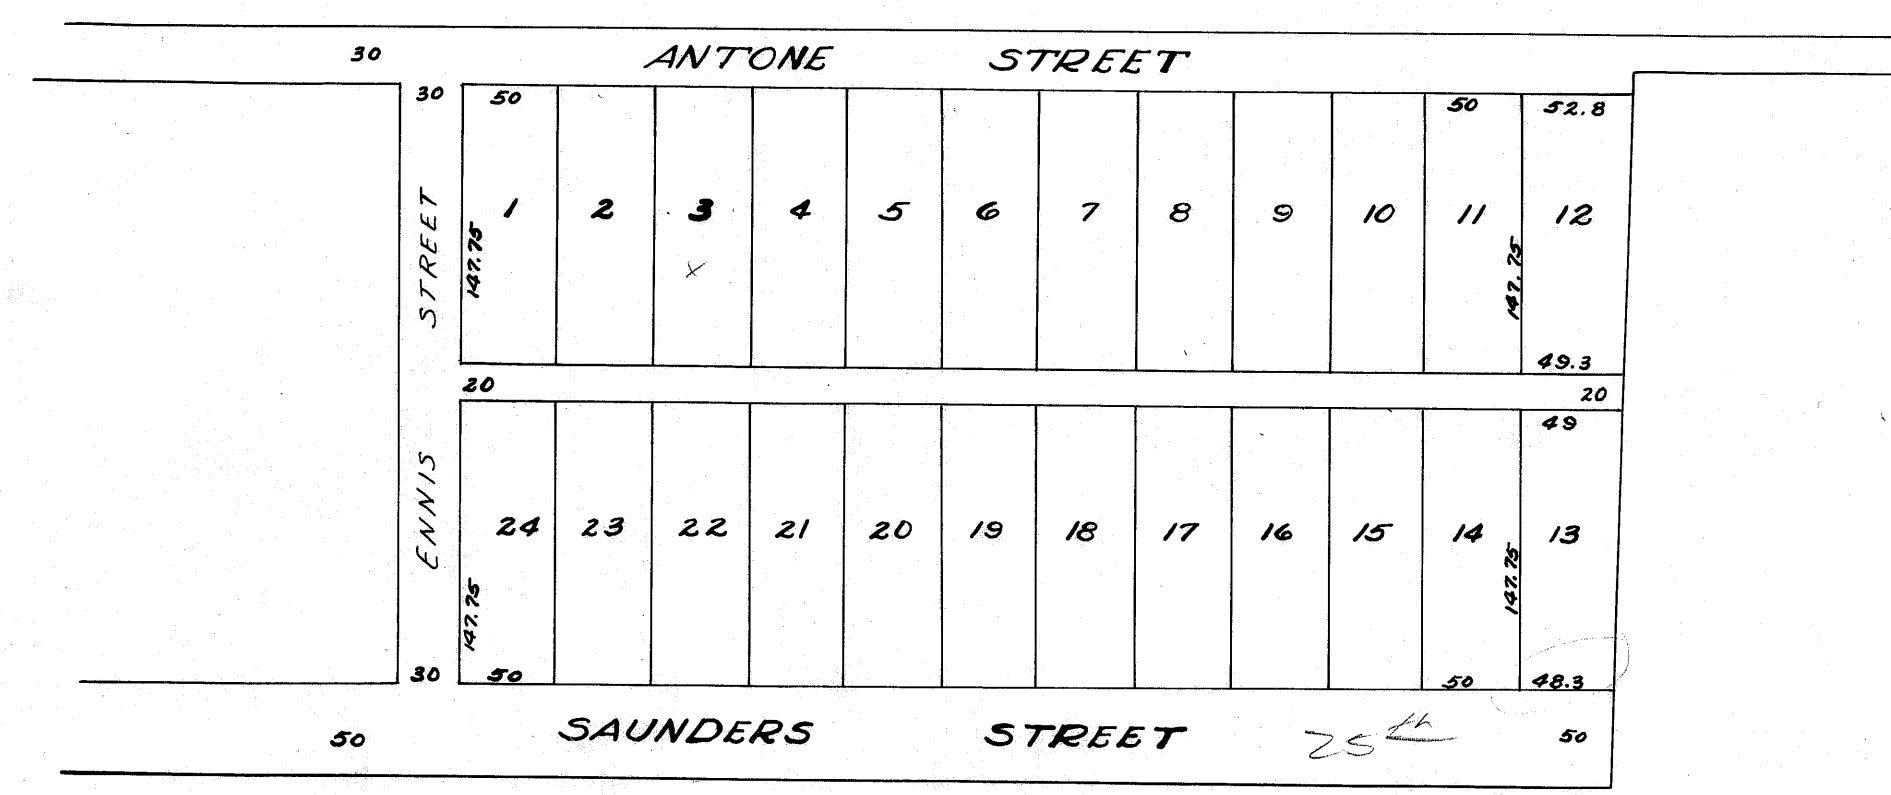 30 ANTONE STREET
30 50 50 52.8
STREET
1 2 3 4 5 6 7 8 9 10 11 12
147.75 147.75
x
49.3
20 20
49
ENNIS
24 23 22 21 20 19 18 17 16 15 14 13
147.75 147.75
30 50 50 48.3
50 SAUNDERS STREET 25th 50